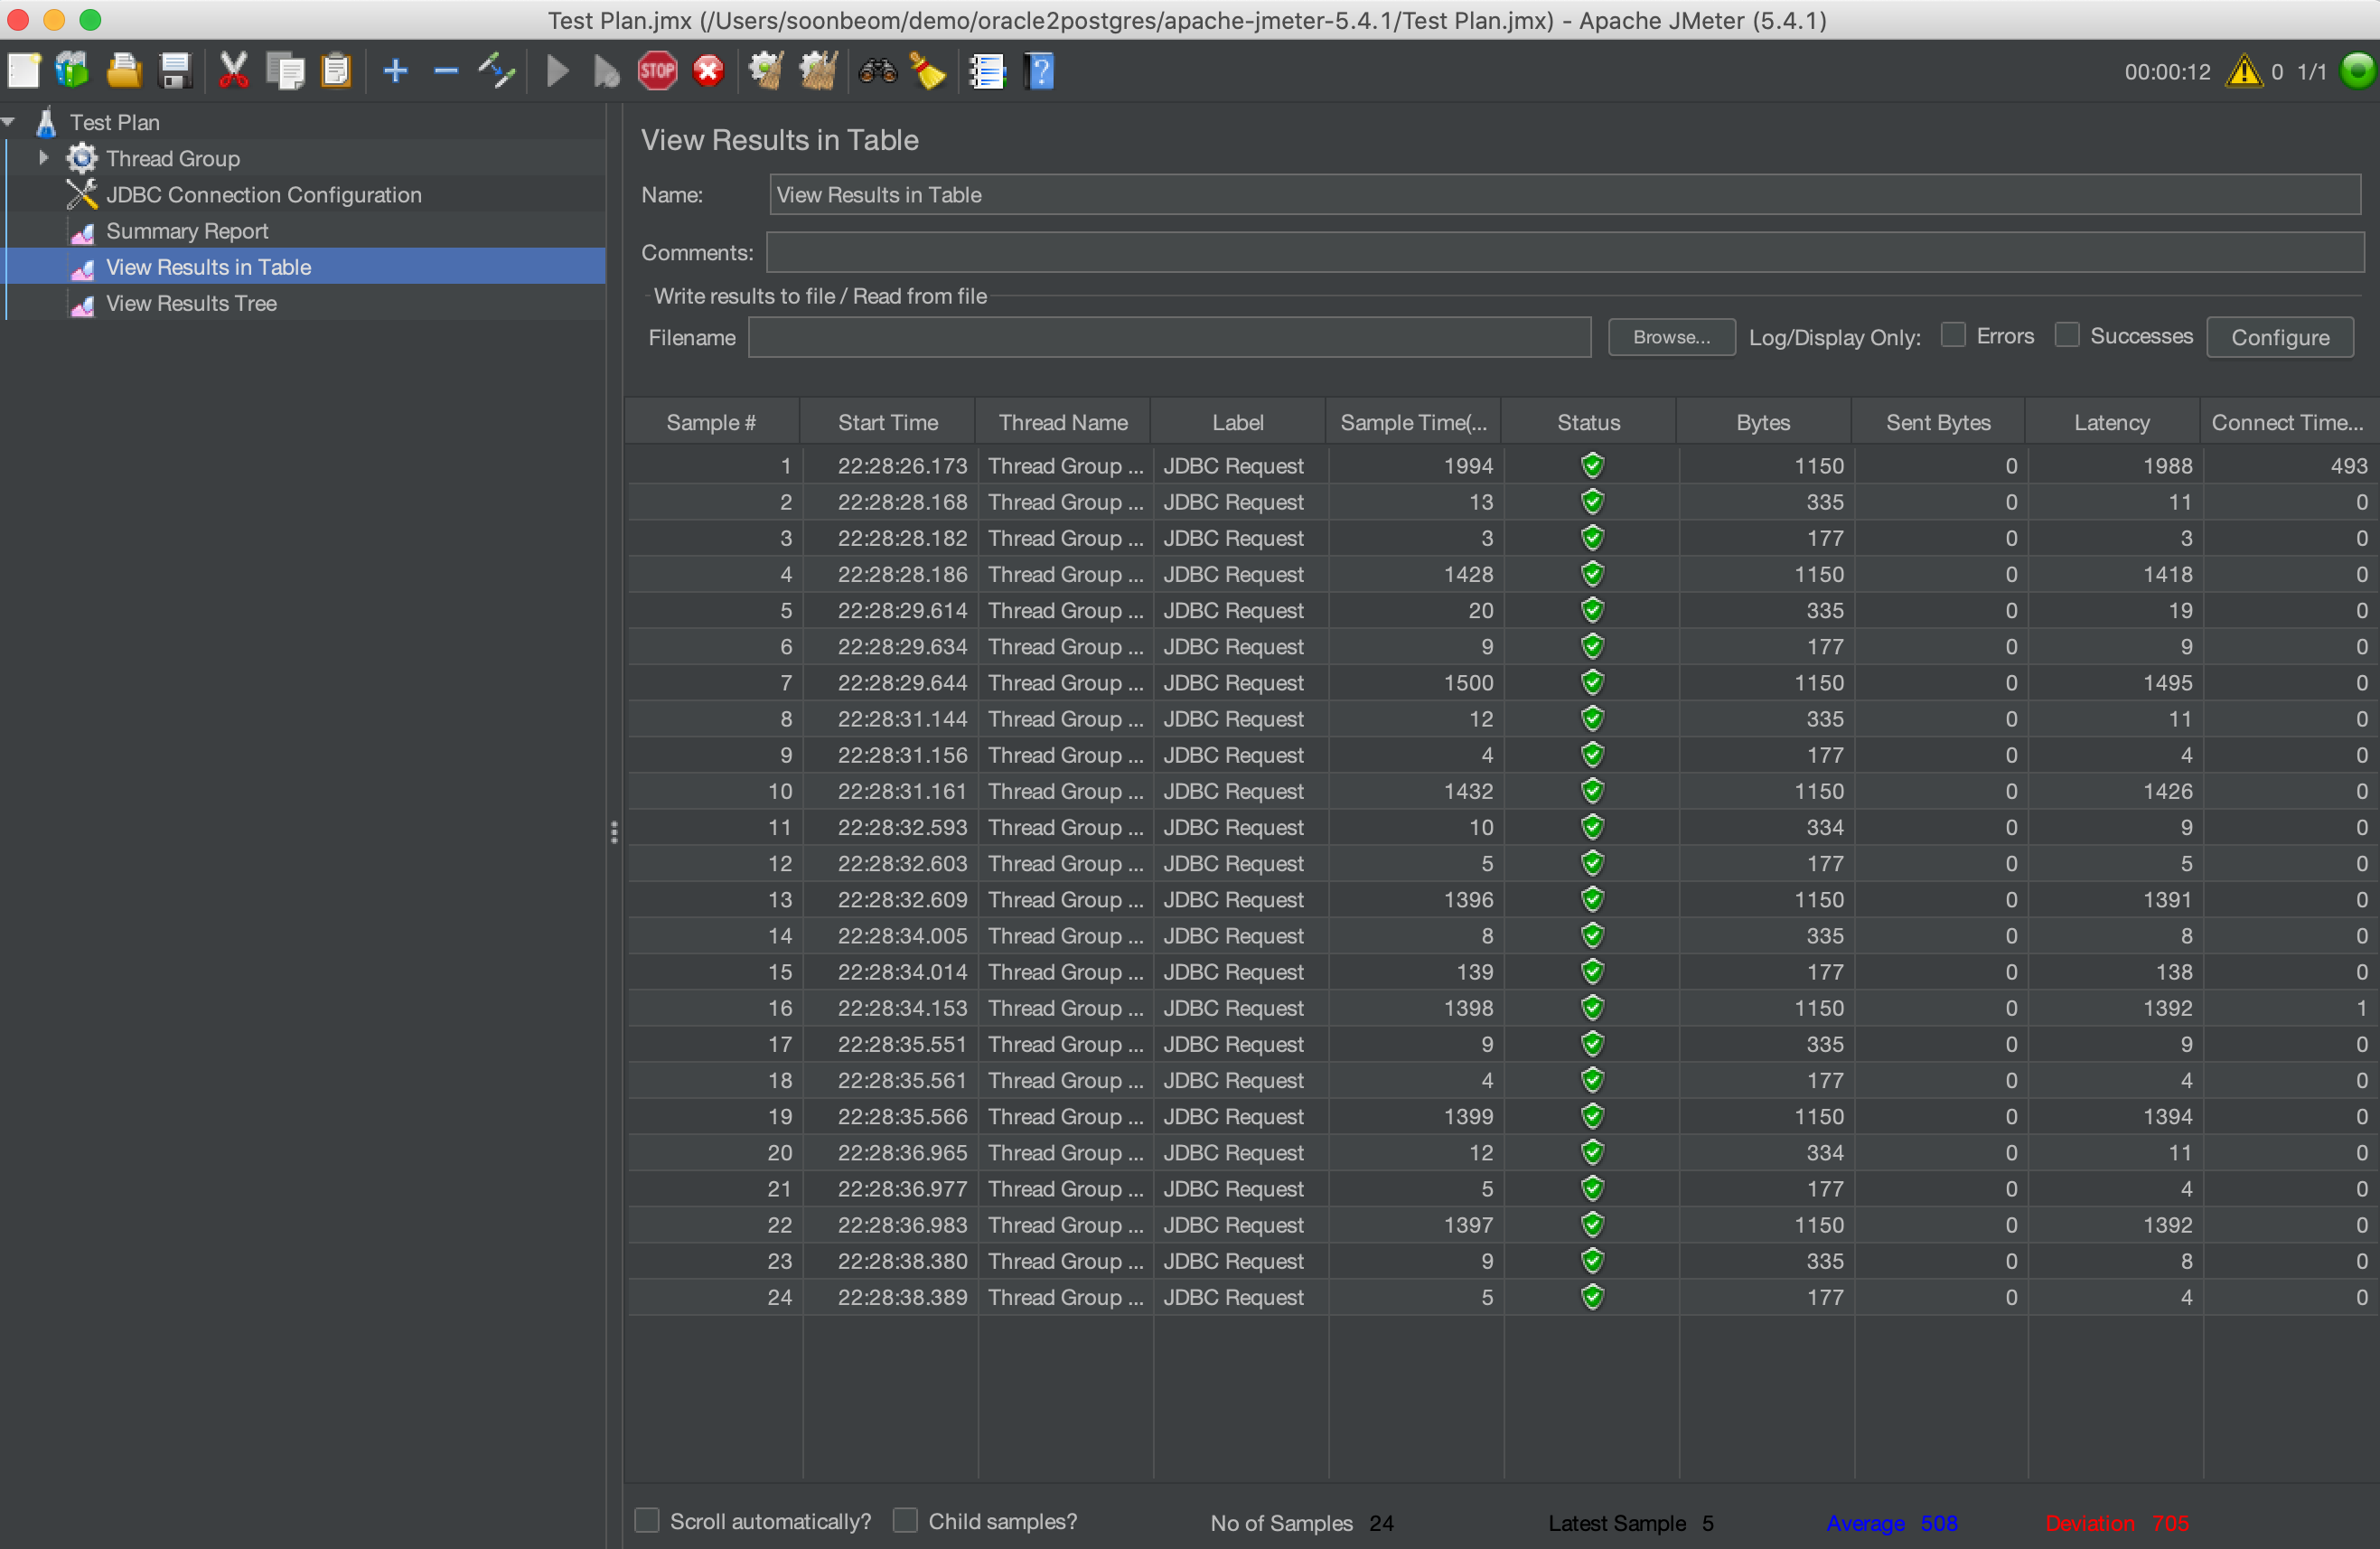 Test Plan.jmx (/Users/soonbeom/demo/oracle2postgres/apache-jmeter-5.4.1/Test Plan.jmx) - Apache JMeter (5.4.1)
STOP
?
00:00:12 0 1/1
Test Plan
Thread Group
JDBC Connection Configuration
Summary Report
View Results in Table
View Results Tree
View Results in Table
Name: View Results in Table
Comments:
Write results to file / Read from file
Filename Browse... Log/Display Only: Errors Successes Configure
Sample # Start Time Thread Name Label Sample Time(... Status Bytes Sent Bytes Latency Connect Time...
1 22:28:26.173 Thread Group ... JDBC Request 1994 1150 0 1988 493
2 22:28:28.168 Thread Group ... JDBC Request 13 335 0 11 0
3 22:28:28.182 Thread Group ... JDBC Request 3 177 0 3 0
4 22:28:28.186 Thread Group ... JDBC Request 1428 1150 0 1418 0
5 22:28:29.614 Thread Group ... JDBC Request 20 335 0 19 0
6 22:28:29.634 Thread Group ... JDBC Request 9 177 0 9 0
7 22:28:29.644 Thread Group ... JDBC Request 1500 1150 0 1495 0
8 22:28:31.144 Thread Group ... JDBC Request 12 335 0 11 0
9 22:28:31.156 Thread Group ... JDBC Request 4 177 0 4 0
10 22:28:31.161 Thread Group ... JDBC Request 1432 1150 0 1426 0
11 22:28:32.593 Thread Group ... JDBC Request 10 334 0 9 0
12 22:28:32.603 Thread Group ... JDBC Request 5 177 0 5 0
13 22:28:32.609 Thread Group ... JDBC Request 1396 1150 0 1391 0
14 22:28:34.005 Thread Group ... JDBC Request 8 335 0 8 0
15 22:28:34.014 Thread Group ... JDBC Request 139 177 0 138 0
16 22:28:34.153 Thread Group ... JDBC Request 1398 1150 0 1392 1
17 22:28:35.551 Thread Group ... JDBC Request 9 335 0 9 0
18 22:28:35.561 Thread Group ... JDBC Request 4 177 0 4 0
19 22:28:35.566 Thread Group ... JDBC Request 1399 1150 0 1394 0
20 22:28:36.965 Thread Group ... JDBC Request 12 334 0 11 0
21 22:28:36.977 Thread Group ... JDBC Request 5 177 0 4 0
22 22:28:36.983 Thread Group ... JDBC Request 1397 1150 0 1392 0
23 22:28:38.380 Thread Group ... JDBC Request 9 335 0 8 0
24 22:28:38.389 Thread Group ... JDBC Request 5 177 0 4 0
Scroll automatically? Child samples? No of Samples 24 Latest Sample 5 Average 508 Deviation 705